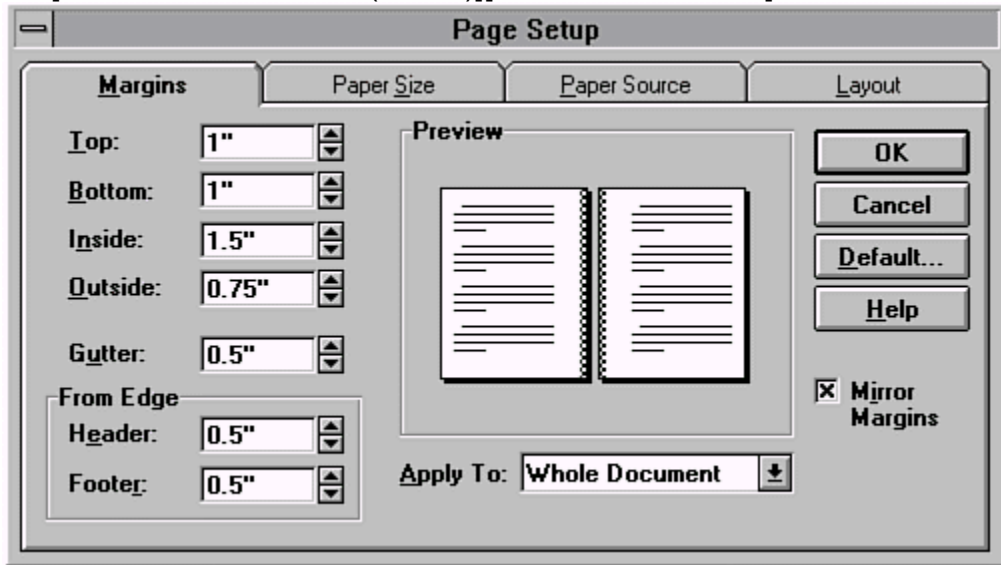 Page Setup
Margins
Paper Size
Paper Source
Layout
Top: 1"
Bottom: 1"
Inside: 1.5"
Outside: 0.75"
Gutter: 0.5"
From Edge
Header: 0.5"
Footer: 0.5"
Preview
Apply To: Whole Document
OK
Cancel
Default...
Help
Mirror
Margins